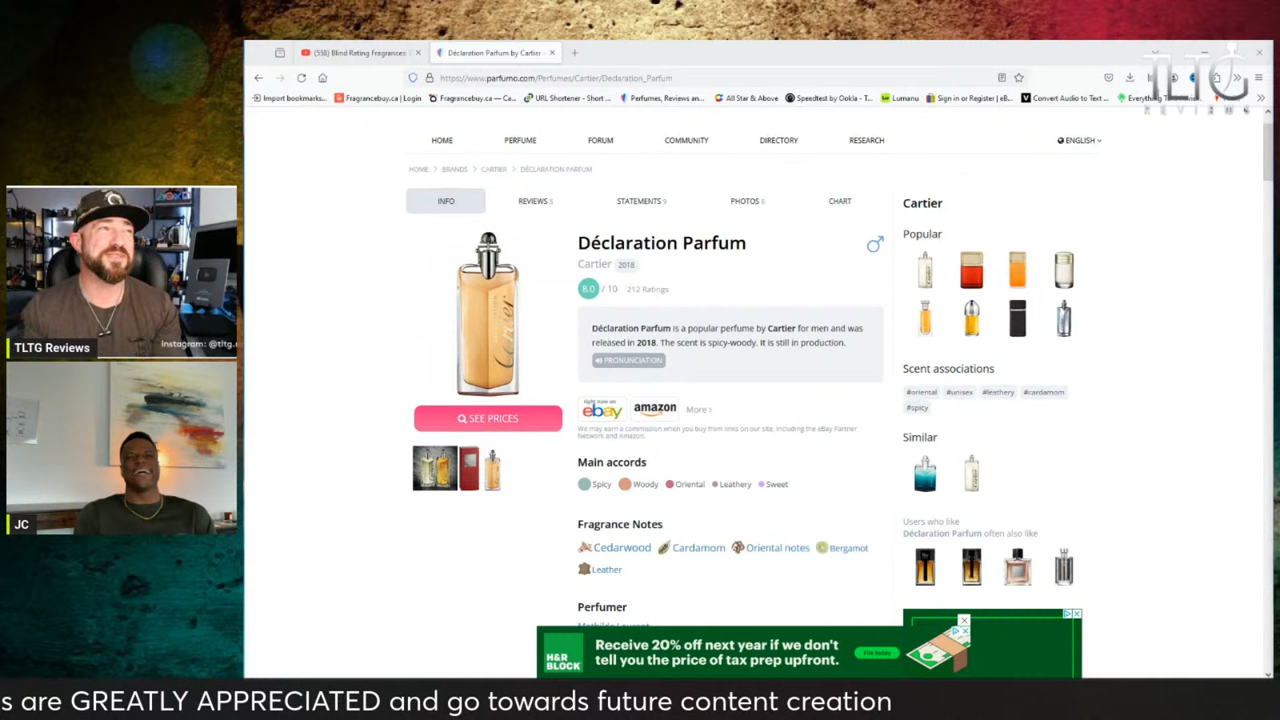 (558) Blind Rating Fragrances
Déclaration Parfum by Cartier
https://www.parfumo.com/Perfumes/Cartier/Declaration_Parfum
Import bookmarks... Fragrancebuy.ca | Login Fragrancebuy.ca — Ce... URL Shortener - Short ... Perfumes, Reviews an... All Star & Above Speedtest by Ookla - T... Lumanu Sign in or Register | eB... Convert Audio to Text ...
TLTG
HOME PERFUME FORUM COMMUNITY DIRECTORY RESEARCH ENGLISH
HOME BRANDS CARTIER DÉCLARATION PARFUM
INFO REVIEWS 5 STATEMENTS 9 PHOTOS 6 CHART
Déclaration Parfum
Cartier 2018
8.0 / 10 212 Ratings
Déclaration Parfum is a popular perfume by Cartier for men and was
released in 2018. The scent is spicy-woody. It is still in production.
PRONUNCIATION
SEE PRICES
right now on
ebay amazon More
We may earn a commission when you buy from links on our site, including the eBay Partner
Network and Amazon.
Main accords
Spicy Woody Oriental Leathery Sweet
Fragrance Notes
Cedarwood Cardamom Oriental notes Bergamot
Leather
Perfumer
Cartier
Popular
Scent associations
#oriental #unisex #leathery #cardamom
#spicy
Similar
Users who like
Déclaration Parfum often also like
H&R
BLOCK
Receive 20% off next year if we don't
tell you the price of tax prep upfront.
File today
TLTG Reviews
Instagram: @tltg.r
JC
s are GREATLY APPRECIATED and go towards future content creation